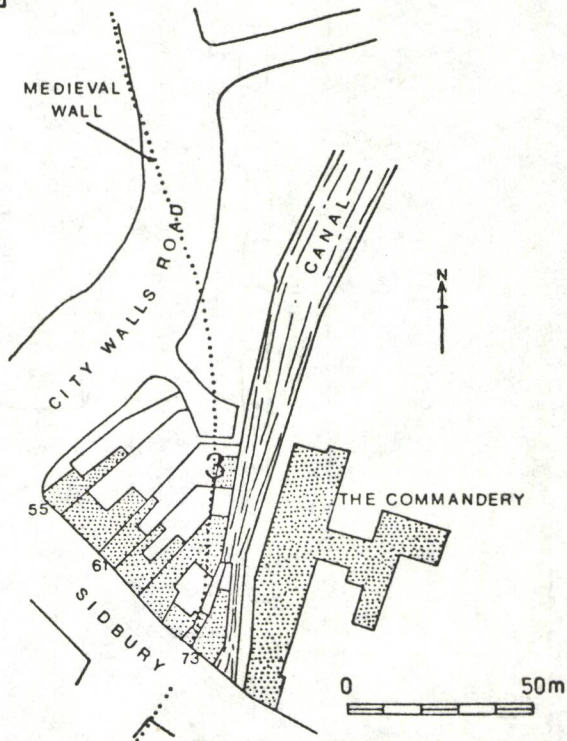 MEDIEVAL
WALL
CANAL
CITY WALLS ROAD
N
3
THE COMMANDERY
55
61
SIDBURY
73
0 50m